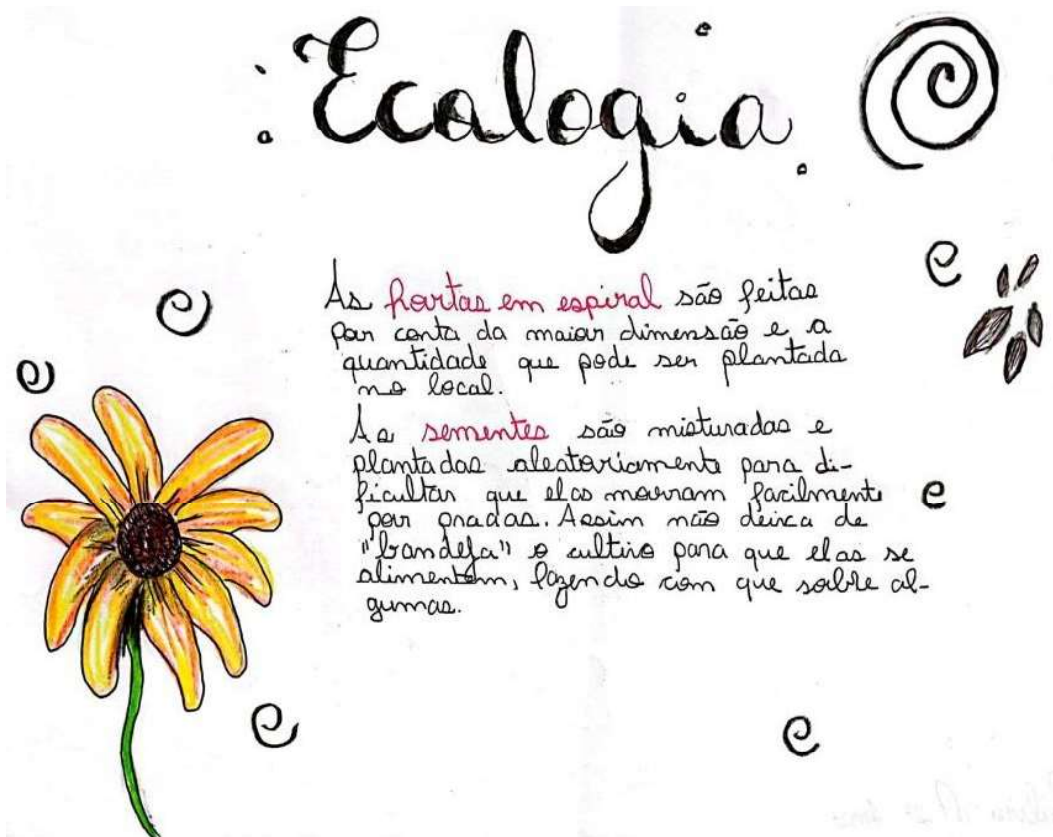 Ecologia
As hortas em espiral são feitas
por conta da maior dimensão e a
quantidade que pode ser plantada
no local.
As sementes são misturadas e
plantadas aleatoriamente para di-
ficultar que elas morram facilmente
por pradas. Assim não deixa de
"bandeja" o cultivo para que elas se
alimentem, fazendo com que sobre al-
gumas.